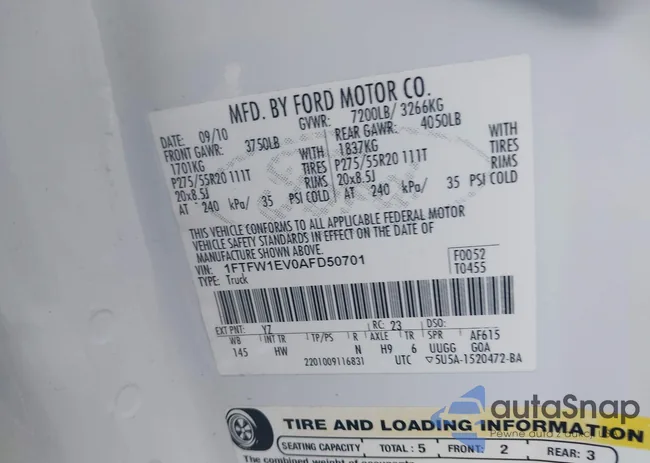 MFD. BY FORD MOTOR CO.
DATE: 09/10 GVWR: 7200LB/ 3266KG
FRONT GAWR: 3750LB REAR GAWR: 4050LB
1701KG WITH 1837KG WITH
P275/55R20 111T TIRES P275/55R20 111T TIRES
20x8.5J RIMS 20x8.5J RIMS
AT 240 kPa/ 35 PSI COLD AT 240 kPa/ 35 PSI COLD
THIS VEHICLE CONFORMS TO ALL APPLICABLE FEDERAL MOTOR
VEHICLE SAFETY STANDARDS IN EFFECT ON THE DATE OF
MANUFACTURE SHOWN ABOVE.
VIN: 1FTFW1EV0AFD50701 F0052
TYPE: Truck T0455
EXT PNT: YZ RC: 23 DSO:
WB INT TR TP/PS R AXLE TR SPR AF615
145 HW N H9 6 UUGG G0A
2201009116831 UTC ▽5U5A-1520472-BA
autaSnap
TIRE AND LOADING INFORMATION
SEATING CAPACITY TOTAL: 5 FRONT: 2 REAR: 3
The combined weight of